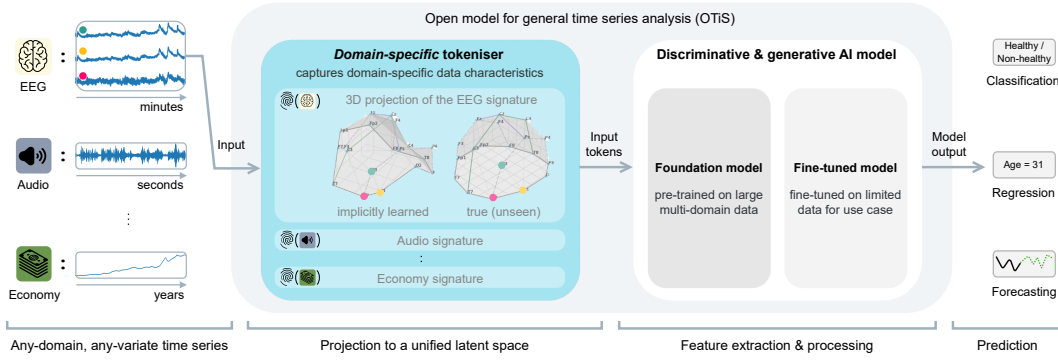 Open model for general time series analysis (OTiS)
EEG
:
minutes
Audio
:
seconds
⋮
Economy
:
years
Input
Domain-specific tokeniser
captures domain-specific data characteristics
3D projection of the EEG signature
implicitly learned
true (unseen)
Audio signature
:
Economy signature
Input
tokens
Discriminative & generative AI model
Foundation model
pre-trained on large
multi-domain data
Fine-tuned model
fine-tuned on limited
data for use case
Model
output
Healthy /
Non-healthy
Classification
Age = 31
Regression
Forecasting
Any-domain, any-variate time series
Projection to a unified latent space
Feature extraction & processing
Prediction